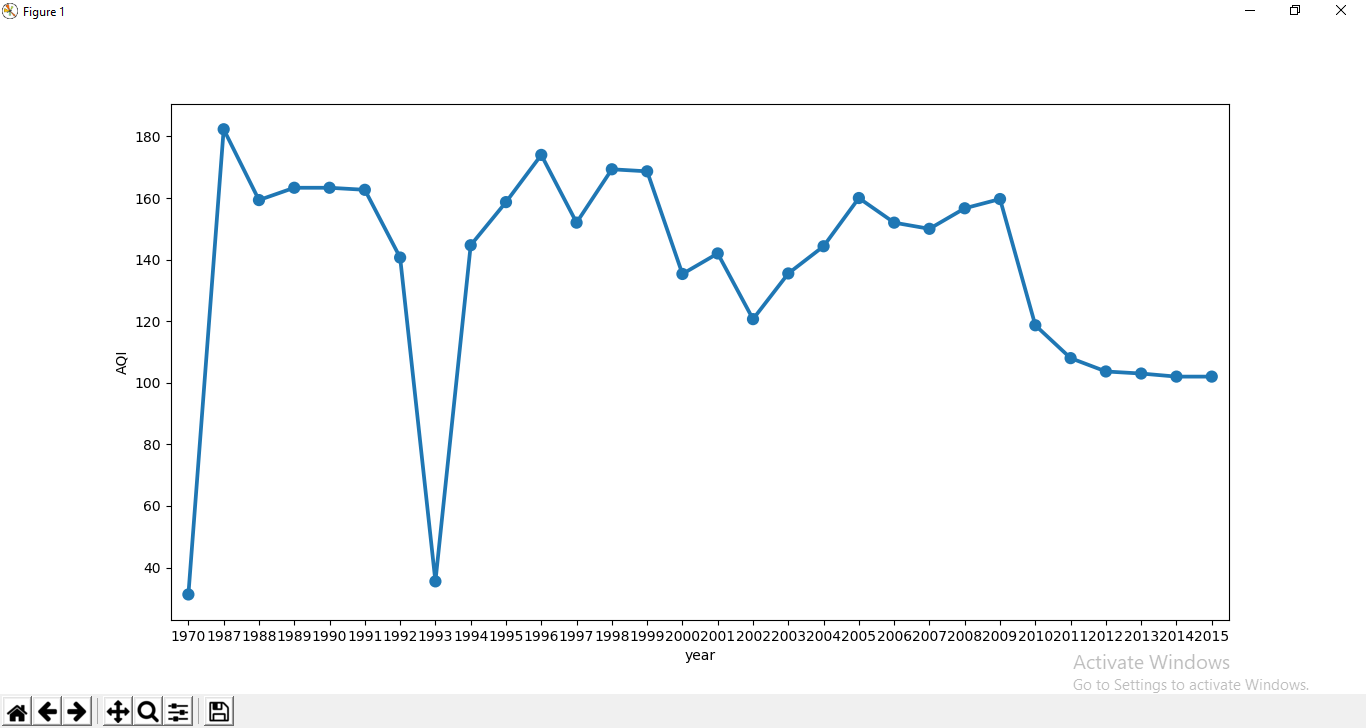 Figure 1
180
160
140
120
100
80
60
40
AQI
1970 1987 1988 1989 1990 1991 1992 1993 1994 1995 1996 1997 1998 1999 2000 2001 2002 2003 2004 2005 2006 2007 2008 2009 2010 2011 2012 2013 2014 2015
year
Activate Windows
Go to Settings to activate Windows.